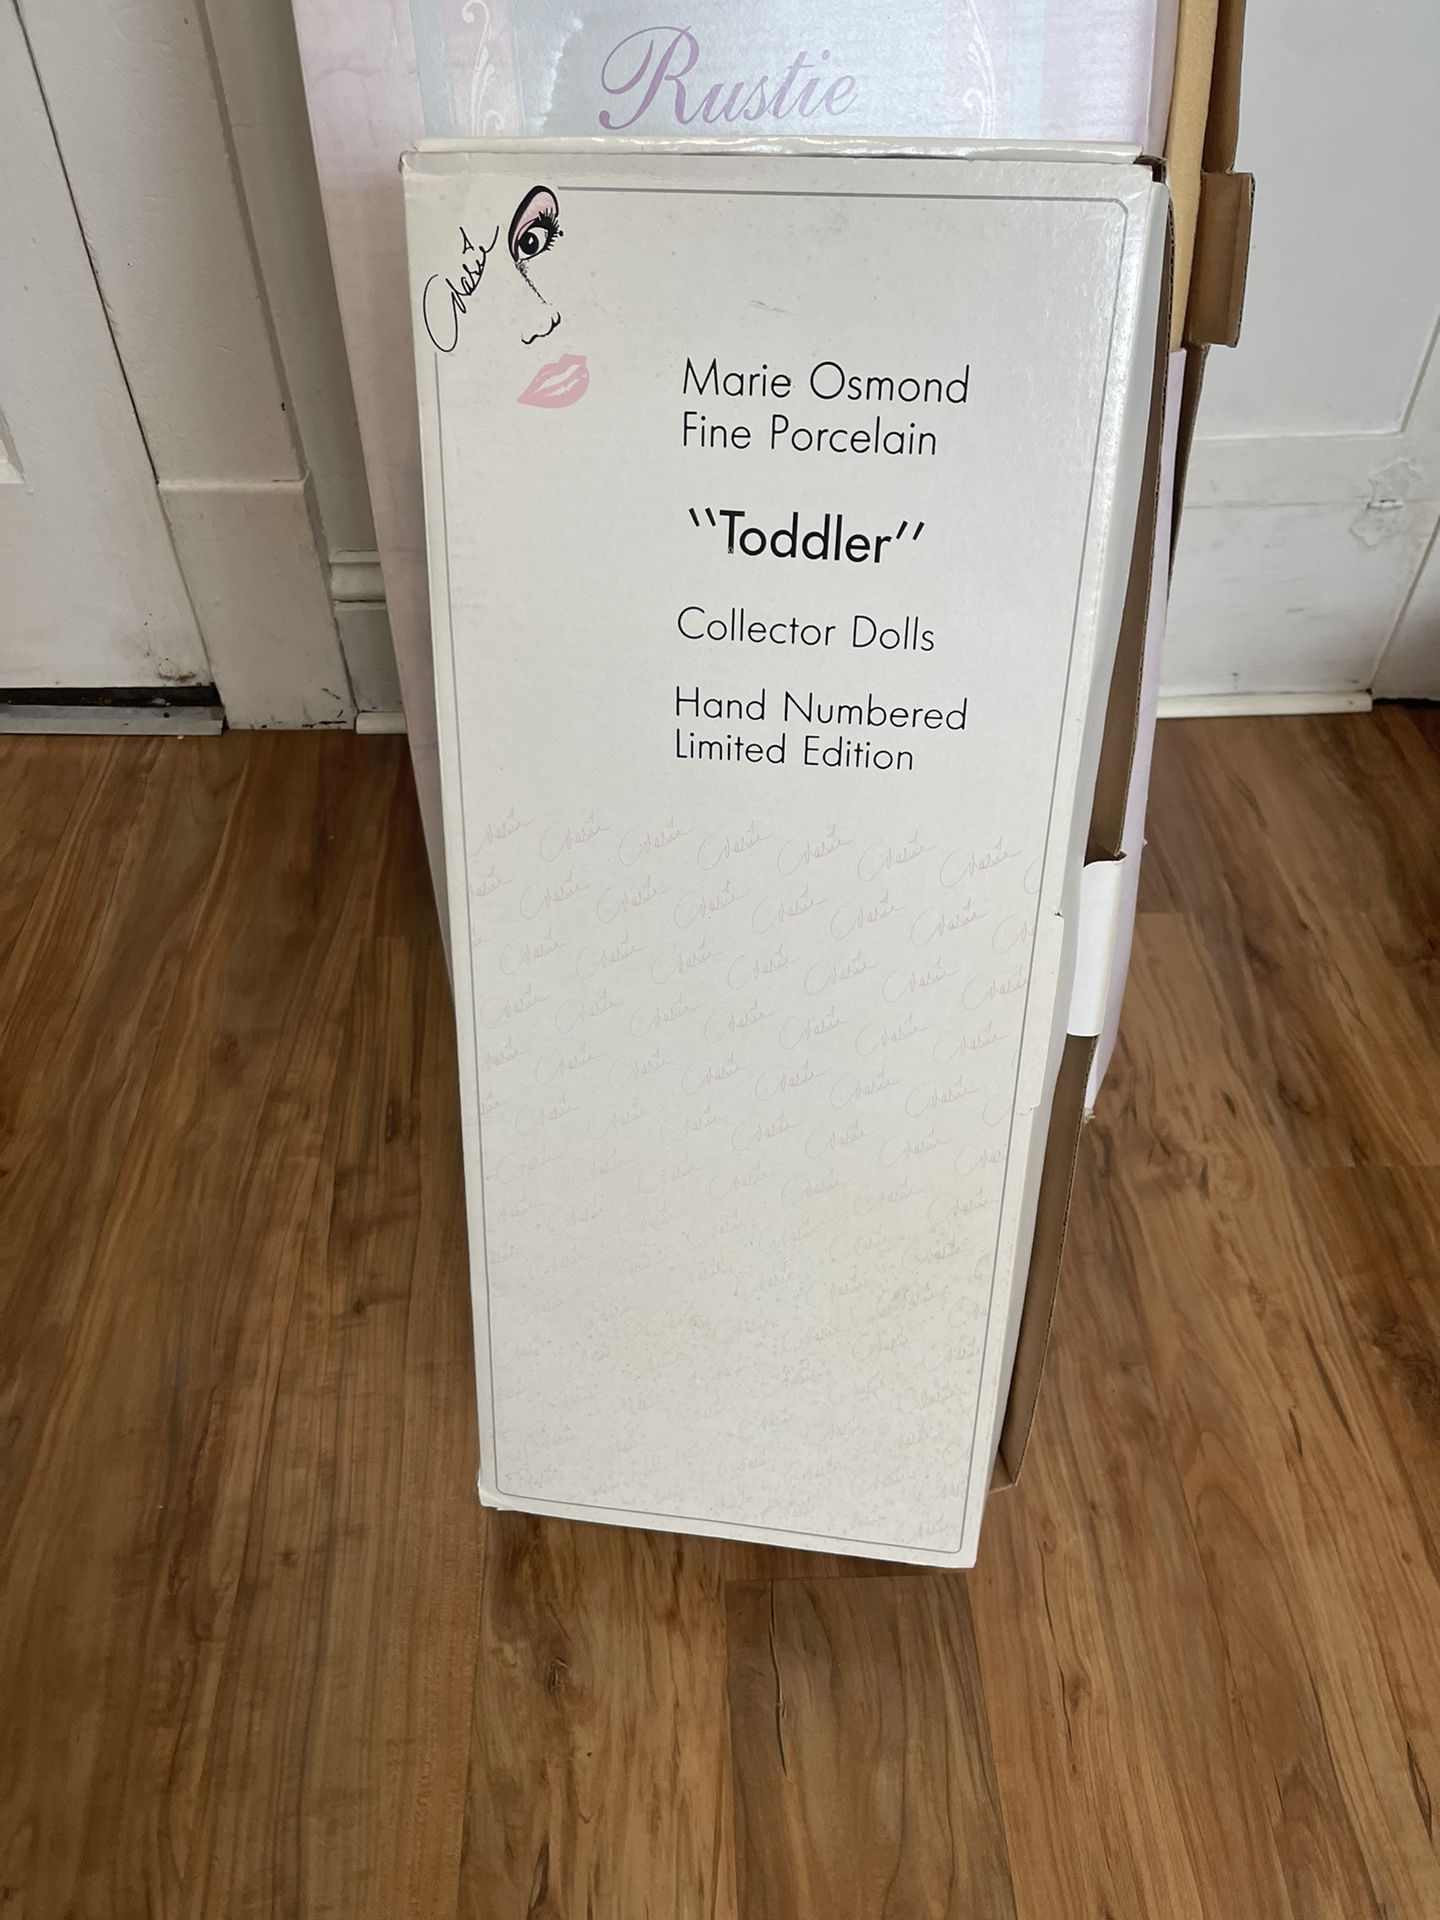 Rustie
Marie
Marie Osmond
Fine Porcelain
"Toddler"
Collector Dolls
Hand Numbered
Limited Edition